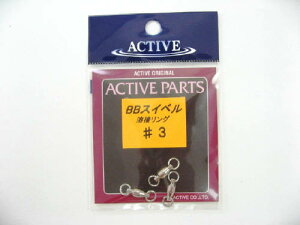 ACTIVE
ACTIVE ORIGINAL
ACTIVE PARTS
BBスイベル
溶接リング
♯3
ACTIVE CO.,LTD.